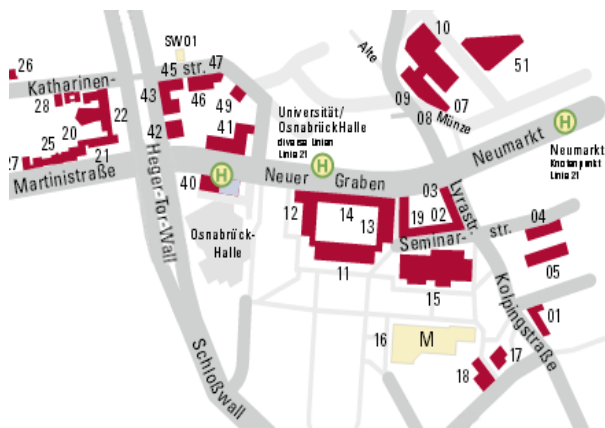 10
SW01
Alte
51
26
45
str.
47
Katharinen-
28
43
46
49
09
07
22
20
08
Münze
42
41
Universität/
OsnabrückHalle
diverse Linien
Linie 21
H
Neumarkt
Neumarkt
Knotenpunkt
Linie 21
27
25
21
Martinistraße
40
H
H
Neuer
Graben
Heger-Tor-Wall
Osnabrück-
Halle
12
14
13
11
19
03
02
Lyrastr.
Seminar-
str.
04
05
15
Kolpingstraße
01
16
M
17
18
Schloßwall